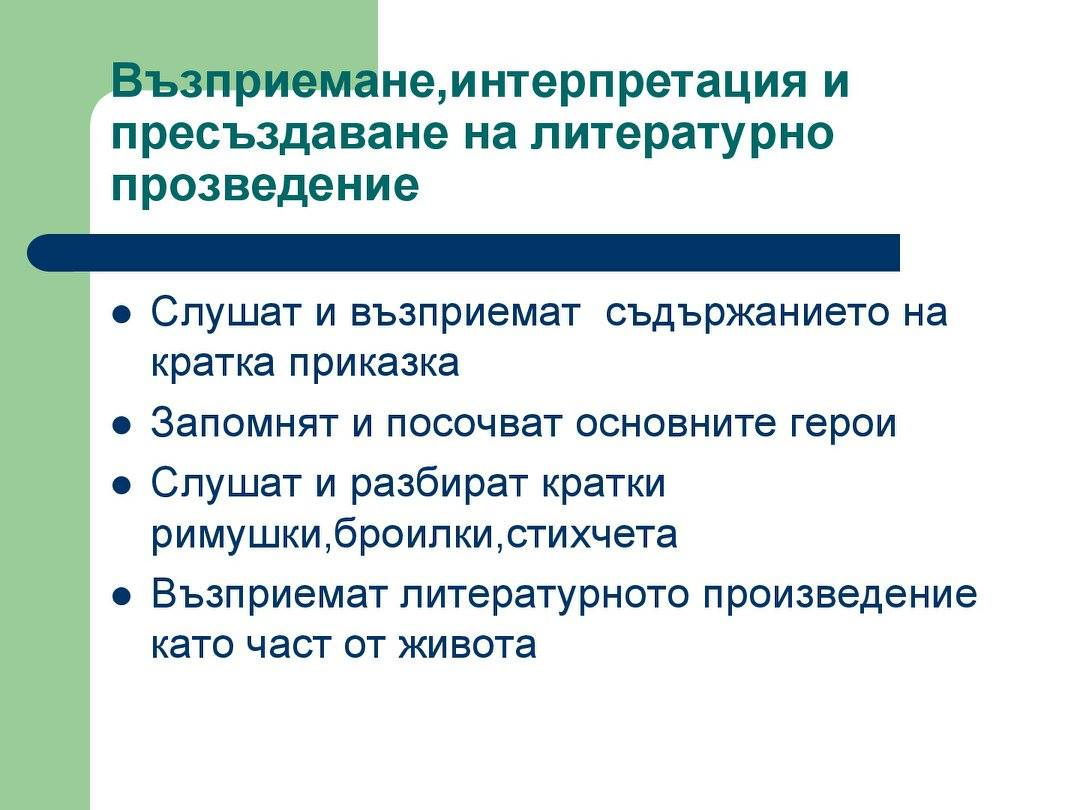 Възприемане,интерпретация и
пресъздаване на литературно
прозведение
Слушат и възприемат  съдържанието на
кратка приказка
Запомнят и посочват основните герои
Слушат и разбират кратки
римушки,броилки,стихчета
Възприемат литературното произведение
като част от живота